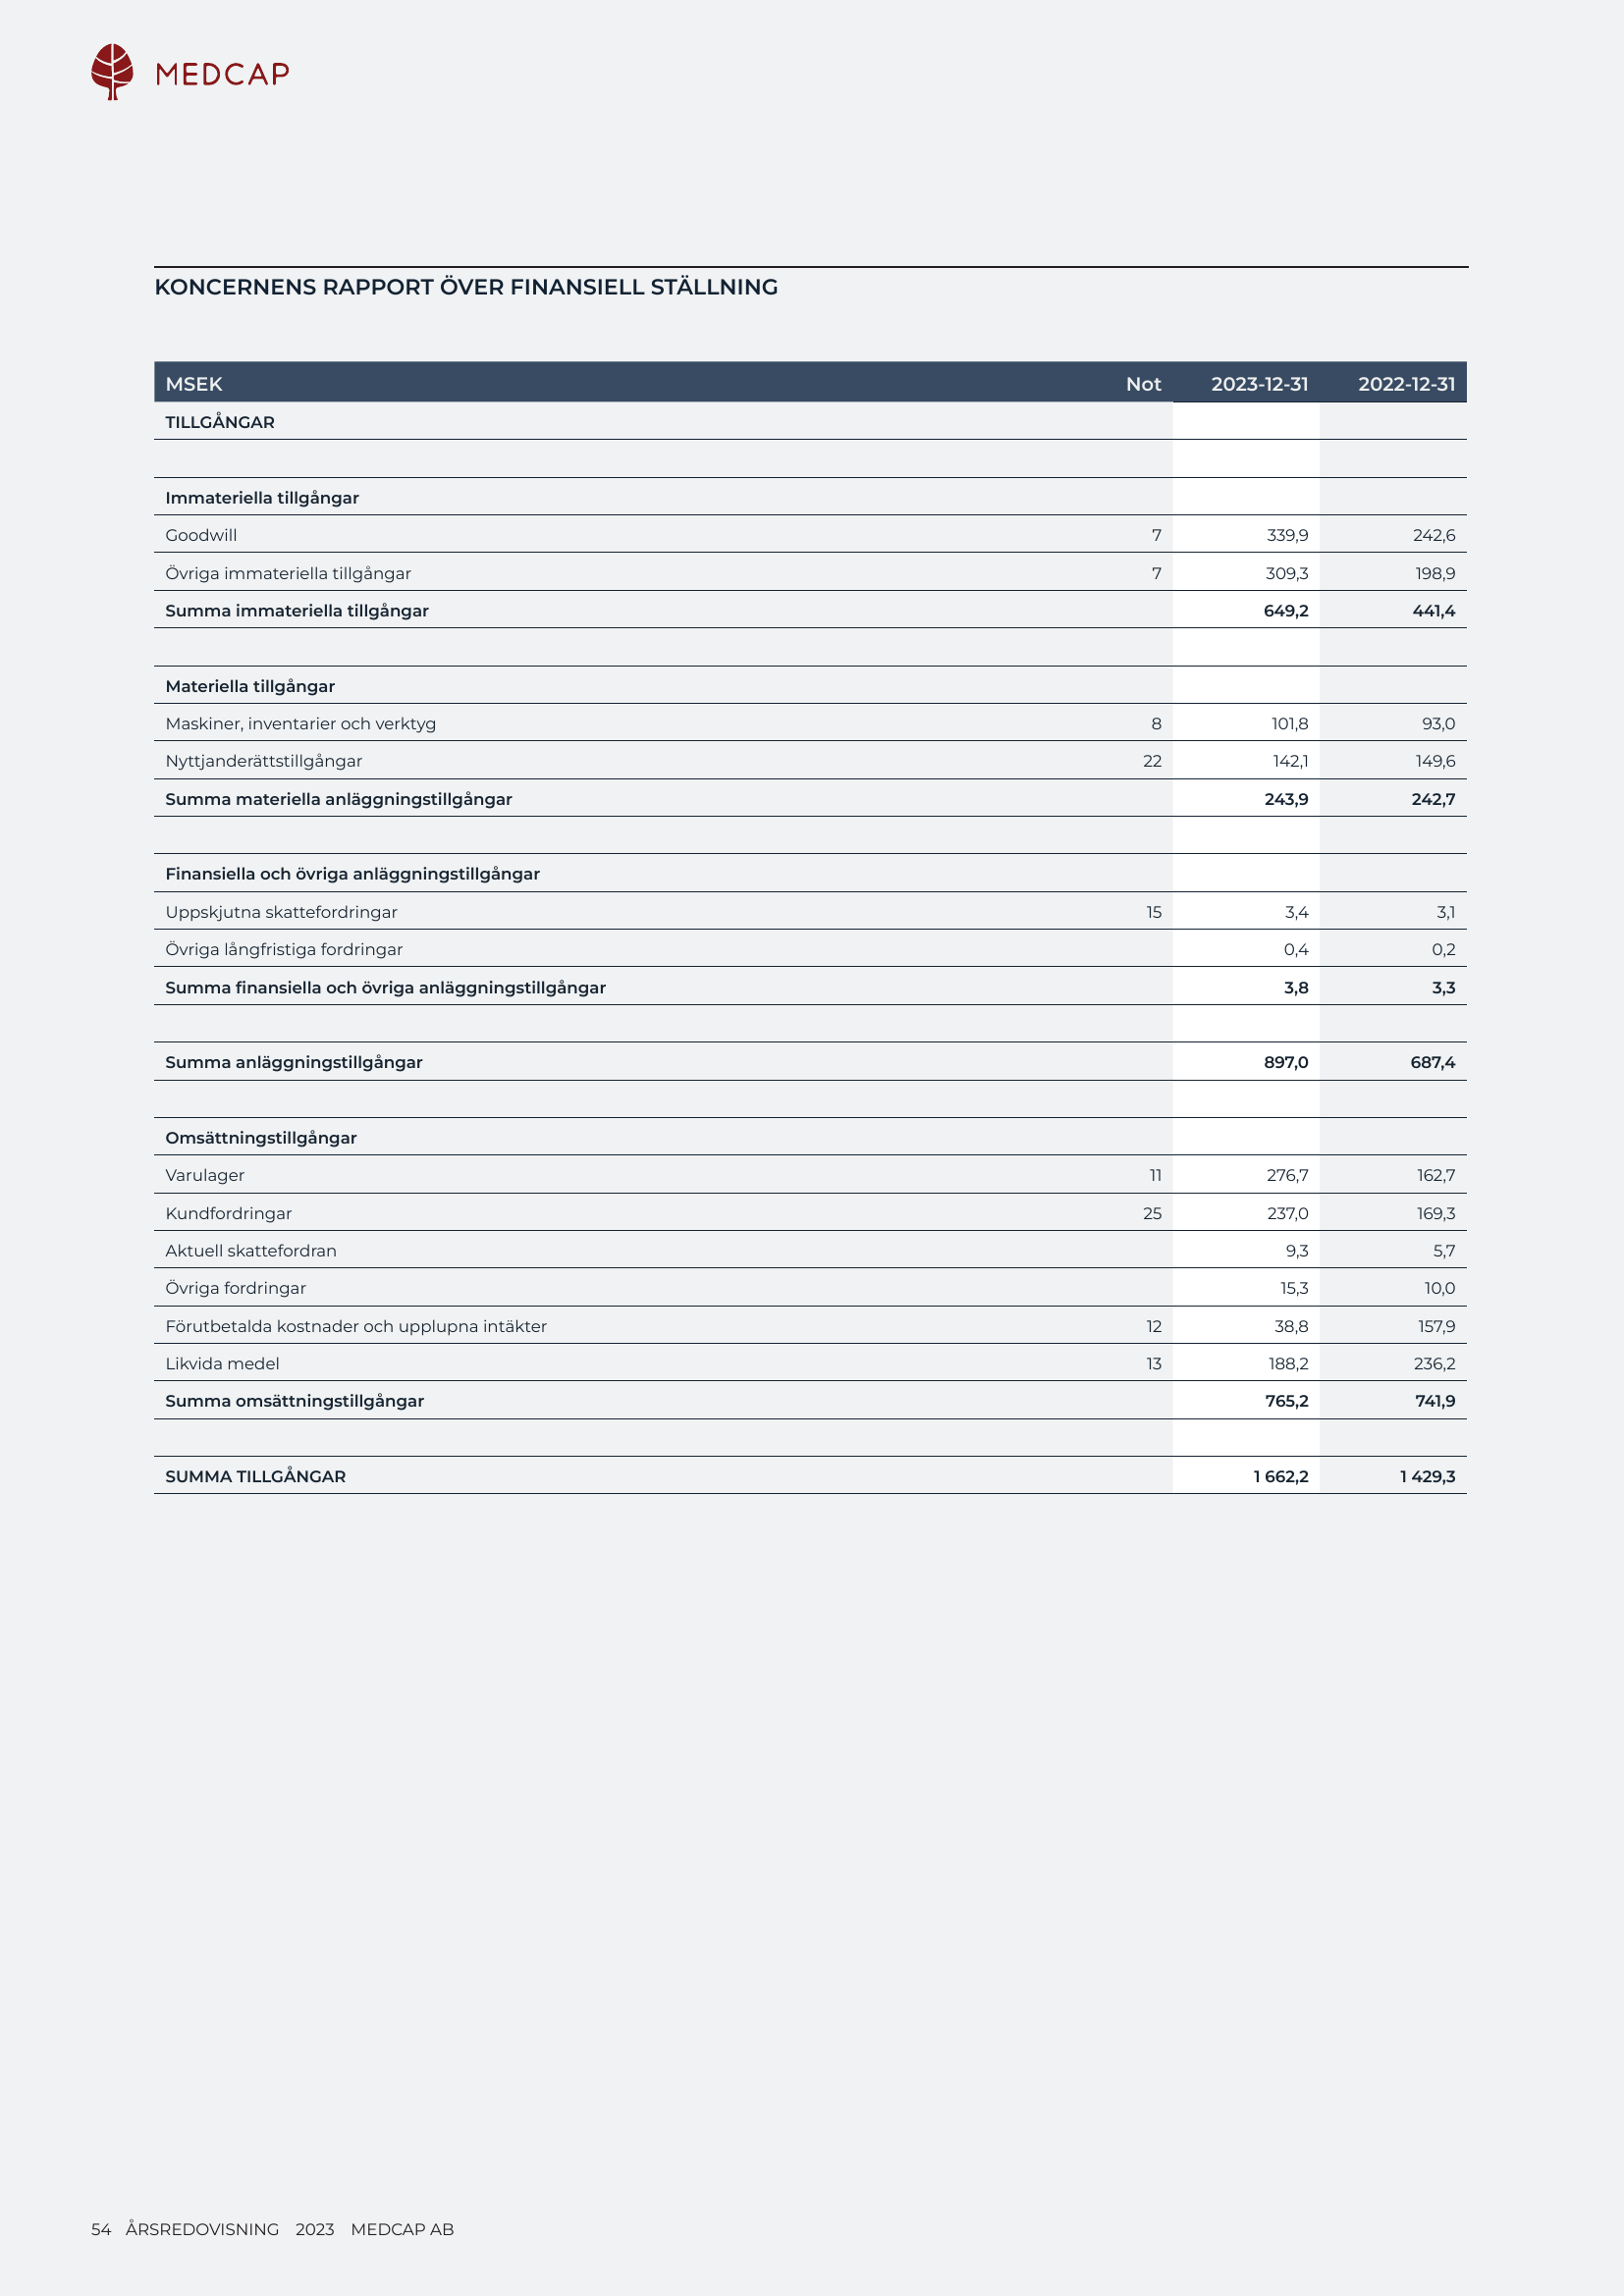 MEDCAP
KONCERNENS RAPPORT ÖVER FINANSIELL STÄLLNING
MSEK Not 2023-12-31 2022-12-31
TILLGÅNGAR
Immateriella tillgångar
Goodwill 7 339,9 242,6
Övriga immateriella tillgångar 7 309,3 198,9
Summa immateriella tillgångar 649,2 441,4
Materiella tillgångar
Maskiner, inventarier och verktyg 8 101,8 93,0
Nyttjanderättstillgångar 22 142,1 149,6
Summa materiella anläggningstillgångar 243,9 242,7
Finansiella och övriga anläggningstillgångar
Uppskjutna skattefordringar 15 3,4 3,1
Övriga långfristiga fordringar 0,4 0,2
Summa finansiella och övriga anläggningstillgångar 3,8 3,3
Summa anläggningstillgångar 897,0 687,4
Omsättningstillgångar
Varulager 11 276,7 162,7
Kundfordringar 25 237,0 169,3
Aktuell skattefordran 9,3 5,7
Övriga fordringar 15,3 10,0
Förutbetalda kostnader och upplupna intäkter 12 38,8 157,9
Likvida medel 13 188,2 236,2
Summa omsättningstillgångar 765,2 741,9
SUMMA TILLGÅNGAR 1 662,2 1 429,3
54 ÅRSREDOVISNING 2023 MEDCAP AB